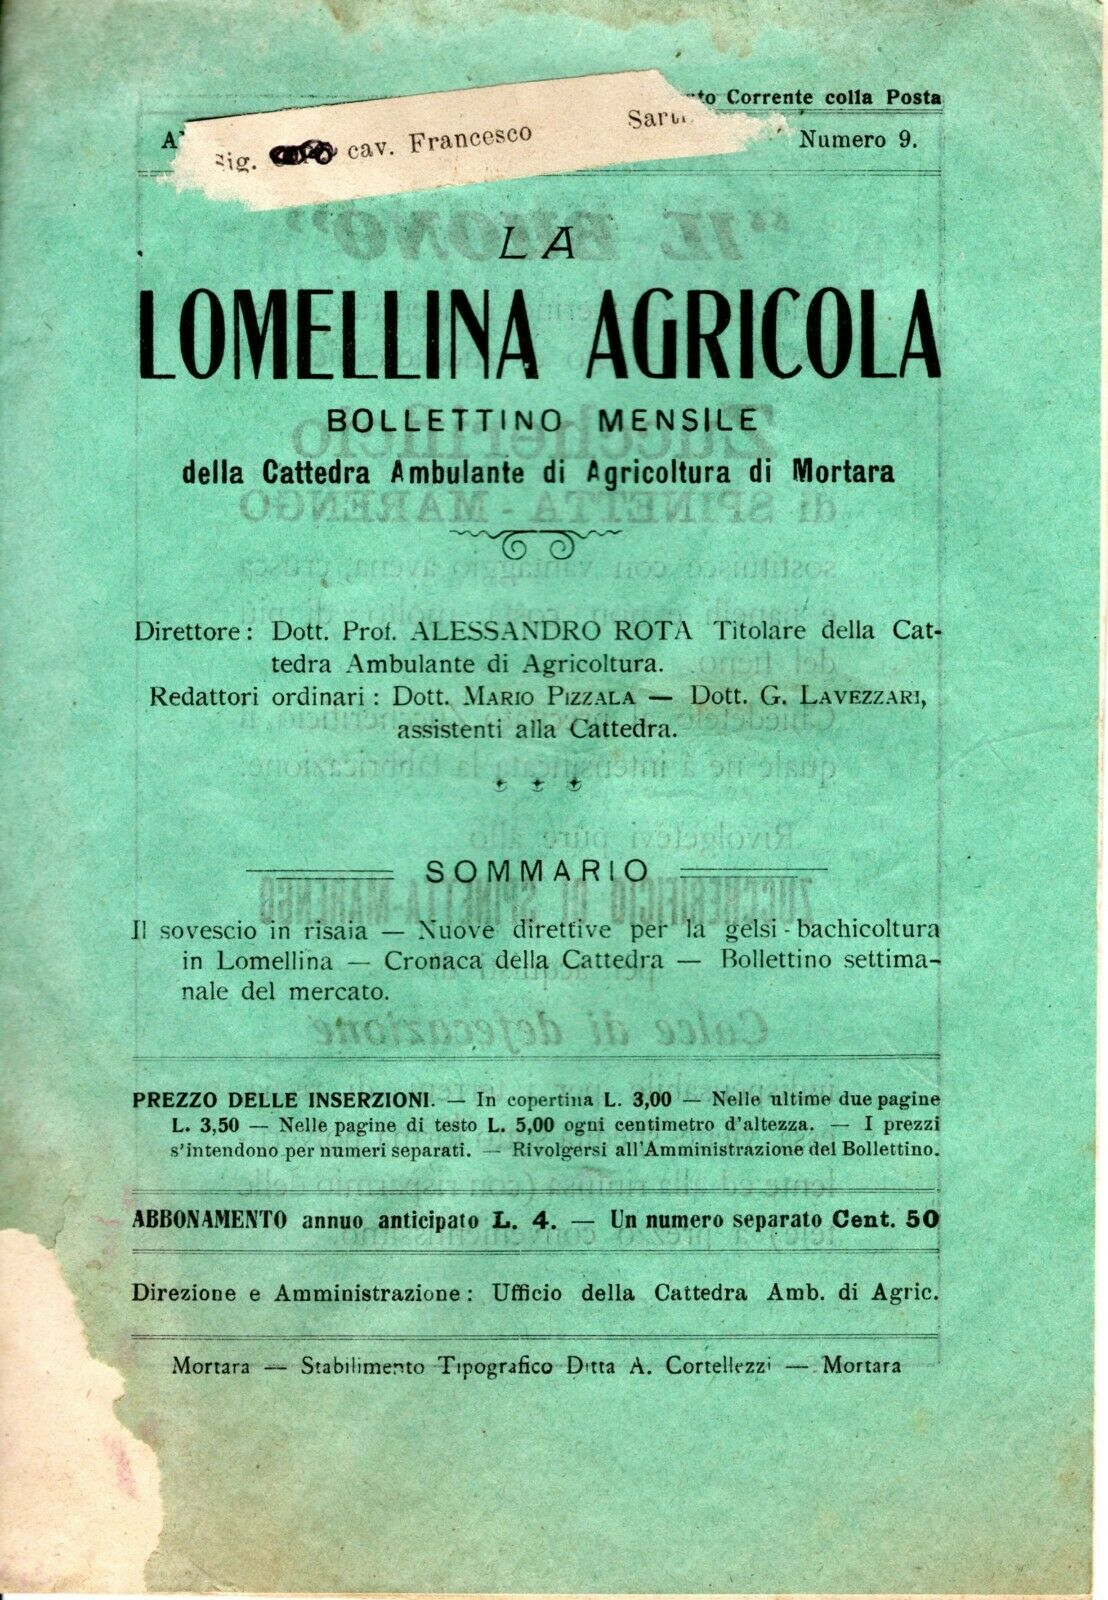 Corrente colla Posta
cav. Francesco
Numero 9.
LA
LOMELLINA AGRICOLA
BOLLETTINO MENSILE
della Cattedra Ambulante di Agricoltura di Mortara
Direttore: Dott. Prof. ALESSANDRO ROTA Titolare della Cat-
tedra Ambulante di Agricoltura.
Redattori ordinari: Dott. MARIO PIZZALA — Dott. G. LAVEZZARI,
assistenti alla Cattedra.
SOMMARIO
Il sovescio in risaia — Nuove direttive per la gelsi-bachicoltura
in Lomellina — Cronaca della Cattedra — Bollettino settima-
nale del mercato.
PREZZO DELLE INSERZIONI. — In copertina L. 3,00 — Nelle ultime due pagine
L. 3,50 — Nelle pagine di testo L. 5,00 ogni centimetro d'altezza. — I prezzi
s'intendono per numeri separati. — Rivolgersi all'Amministrazione del Bollettino.
ABBONAMENTO annuo anticipato L. 4. — Un numero separato Cent. 50
Direzione e Amministrazione: Ufficio della Cattedra Amb. di Agric.
Mortara — Stabilimento Tipografico Ditta A. Cortellezzi — Mortara